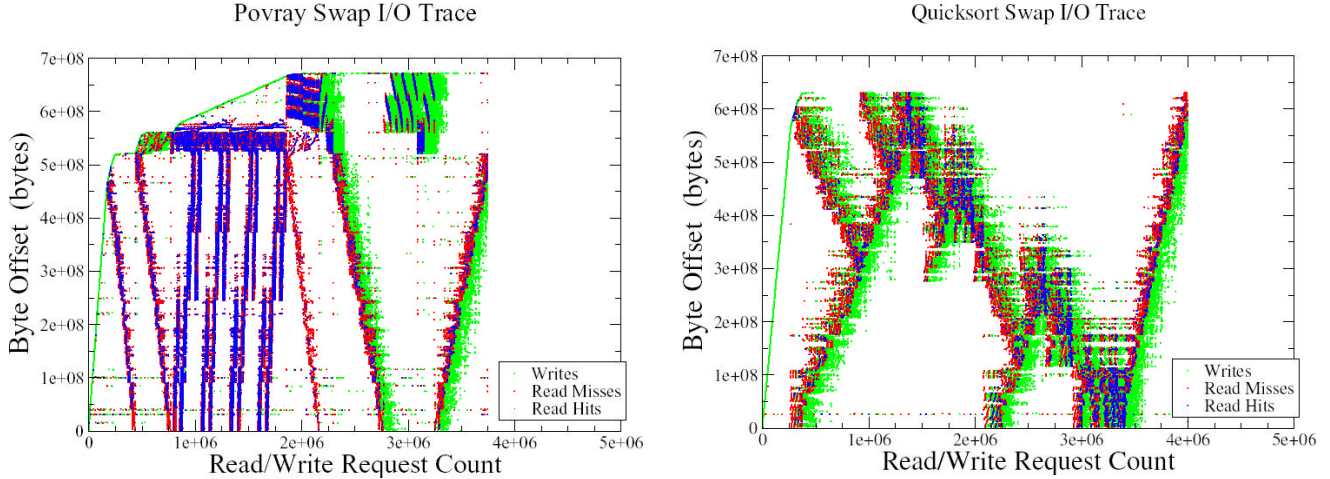 Povray Swap I/O Trace
7e+08
6e+08
5e+08
4e+08
3e+08
2e+08
1e+08
0
Byte Offset (bytes)
Writes
Read Misses
Read Hits
0
1e+06
2e+06
3e+06
4e+06
5e+06
Read/Write Request Count
Quicksort Swap I/O Trace
7e+08
6e+08
5e+08
4e+08
3e+08
2e+08
1e+08
0
Byte Offset (bytes)
Writes
Read Misses
Read Hits
0
1e+06
2e+06
3e+06
4e+06
5e+06
Read/Write Request Count